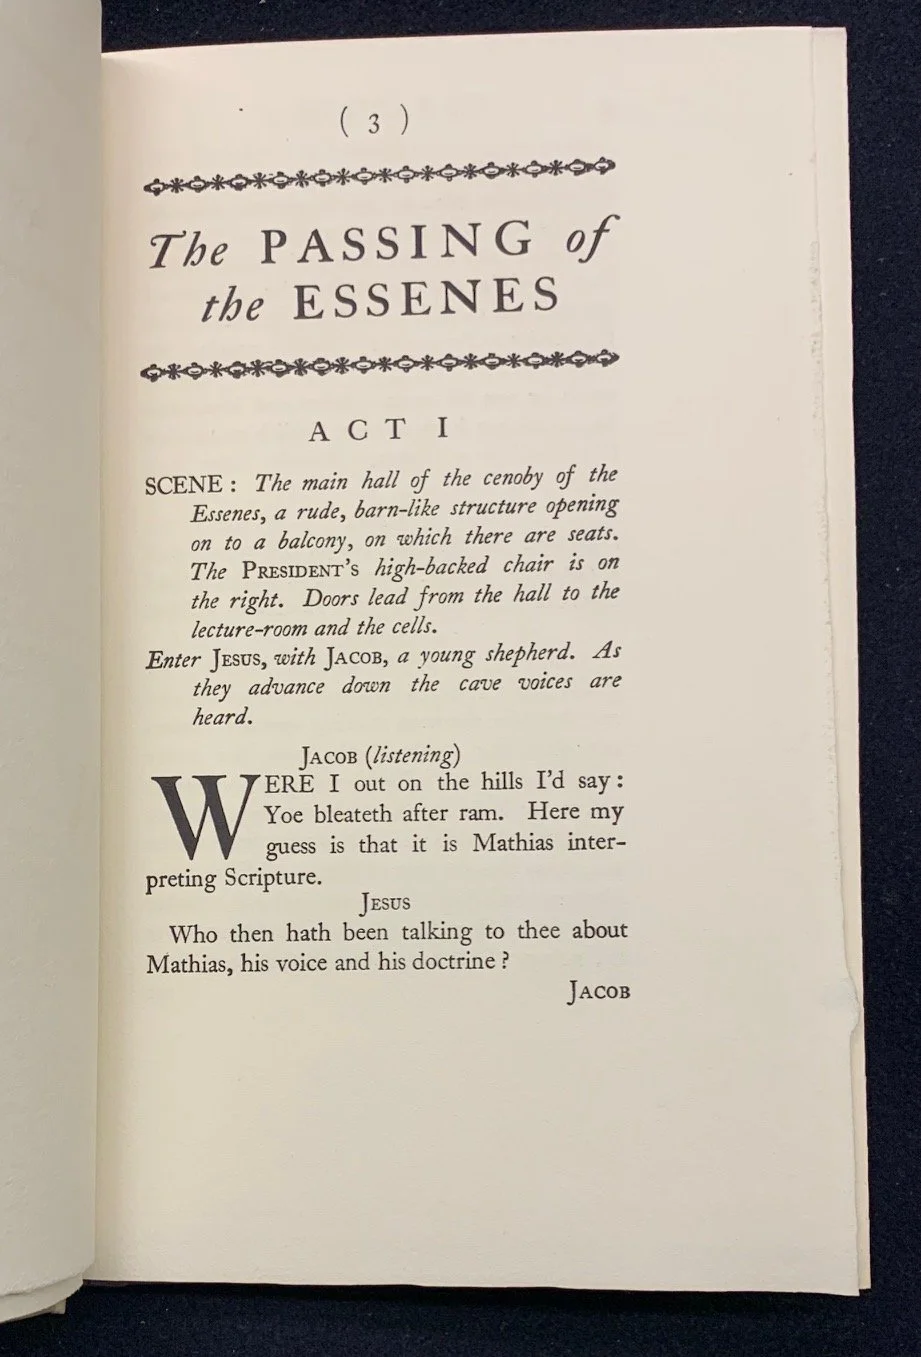 ( 3 )
The PASSING of
the ESSENES
ACT I
SCENE : The main hall of the cenoby of the
Essenes, a rude, barn-like structure opening
on to a balcony, on which there are seats.
The PRESIDENT'S high-backed chair is on
the right. Doors lead from the hall to the
lecture-room and the cells.
Enter JESUS, with JACOB, a young shepherd. As
they advance down the cave voices are
heard.
JACOB (listening)
WERE I out on the hills I'd say :
Yoe bleateth after ram. Here my
guess is that it is Mathias inter-
preting Scripture.
JESUS
Who then hath been talking to thee about
Mathias, his voice and his doctrine ?
JACOB